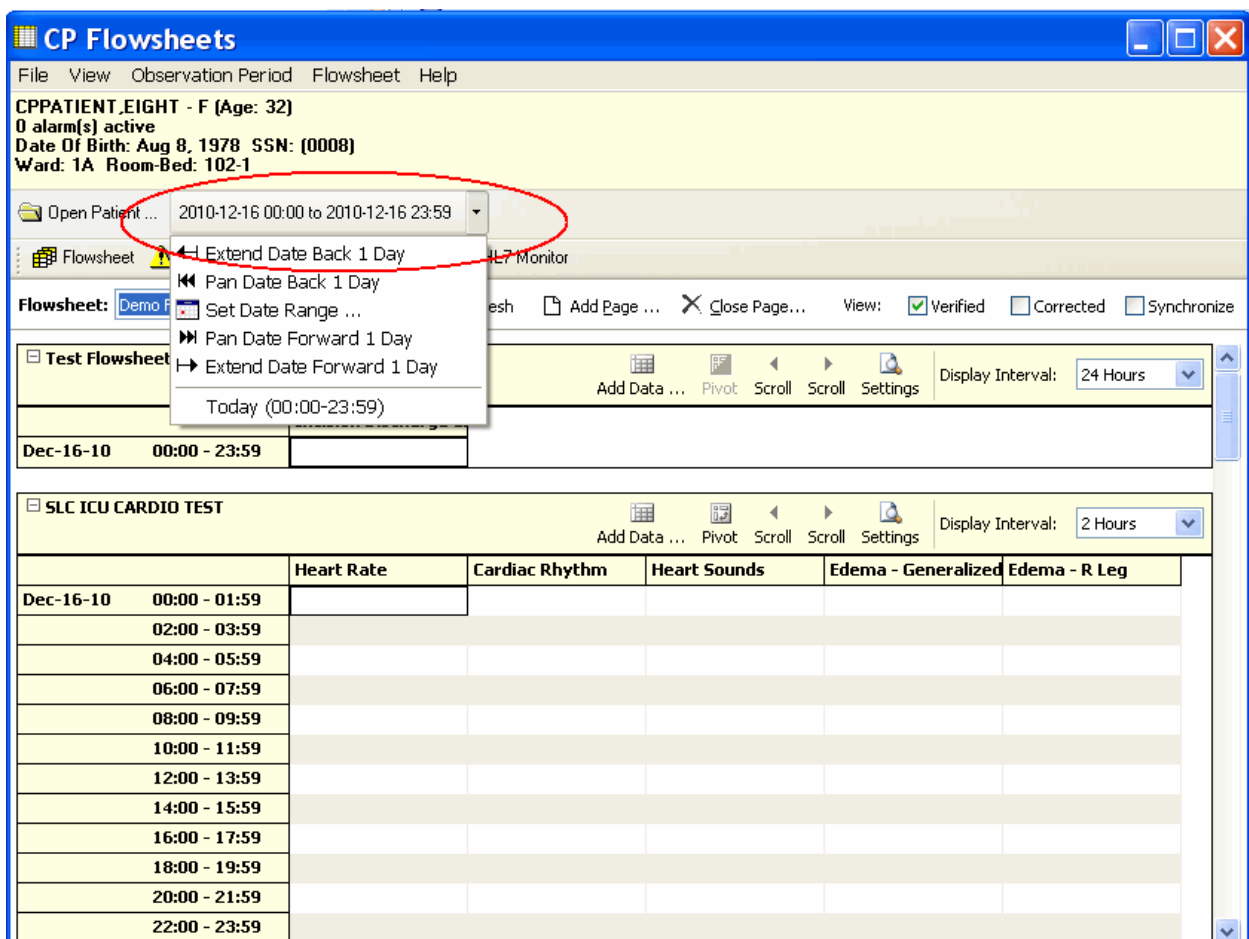 CP Flowsheets
File View Observation Period Flowsheet Help
CPPATIENT,EIGHT - F (Age: 32)
0 alarm(s) active
Date Of Birth: Aug 8, 1978 SSN: (0008)
Ward: 1A Room-Bed: 102-1
Open Patient ... 2010-12-16 00:00 to 2010-12-16 23:59
Flowsheet Extend Date Back 1 Day HL7 Monitor
Pan Date Back 1 Day
Flowsheet: Demo Set Date Range ... Add Page ... Close Page... View: Verified Corrected Synchronize
Pan Date Forward 1 Day
Test Flowsheet Extend Date Forward 1 Day
Add Data ... Pivot Scroll Scroll Settings Display Interval: 24 Hours
Today (00:00-23:59)
Dec-16-10 00:00 - 23:59
SLC ICU CARDIO TEST
Add Data ... Pivot Scroll Scroll Settings Display Interval: 2 Hours
Heart Rate Cardiac Rhythm Heart Sounds Edema - Generalized Edema - R Leg
Dec-16-10 00:00 - 01:59
02:00 - 03:59
04:00 - 05:59
06:00 - 07:59
08:00 - 09:59
10:00 - 11:59
12:00 - 13:59
14:00 - 15:59
16:00 - 17:59
18:00 - 19:59
20:00 - 21:59
22:00 - 23:59